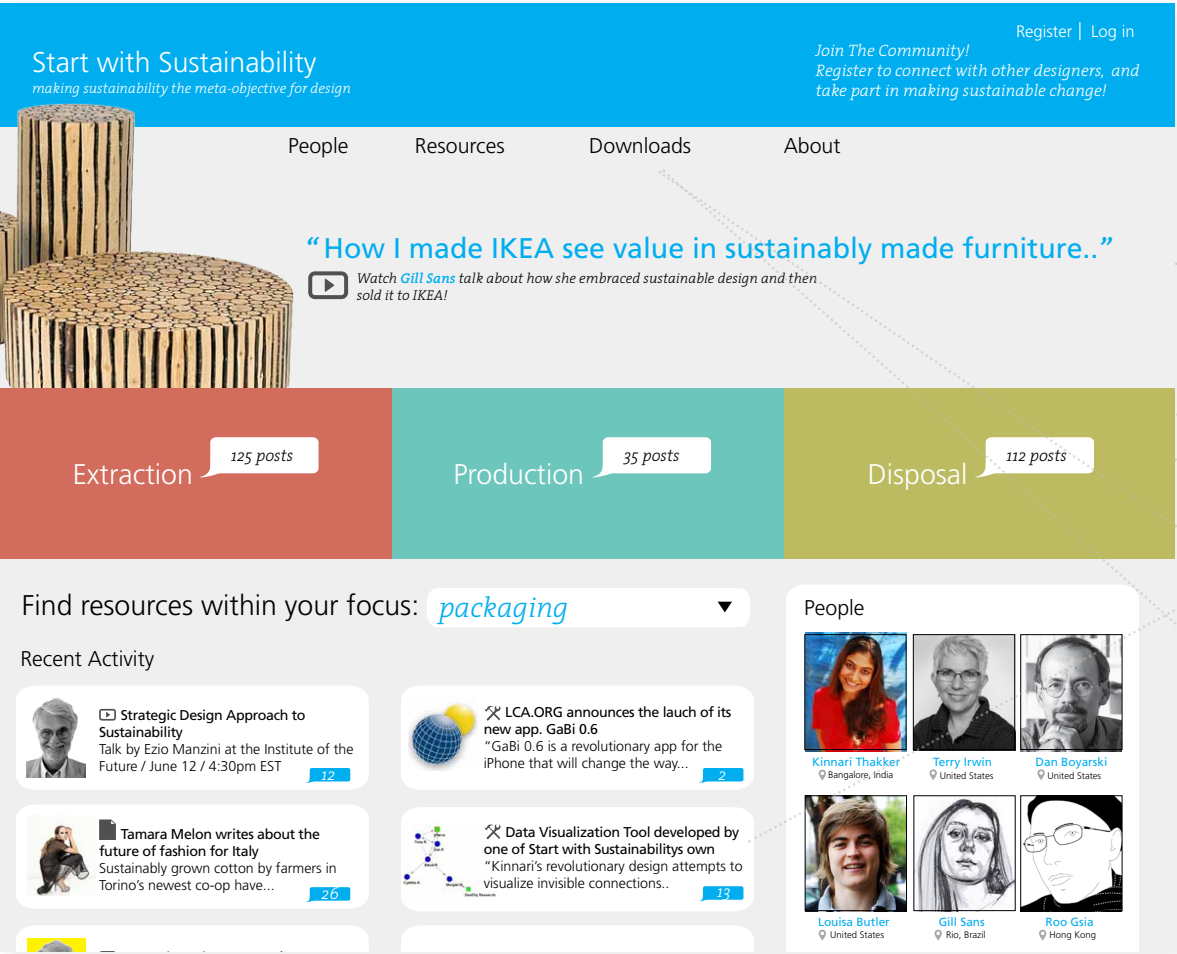 Register | Log in
Start with Sustainability
making sustainability the meta-objective for design
Join The Community!
Register to connect with other designers, and
take part in making sustainable change!
People Resources Downloads About
“How I made IKEA see value in sustainably made furniture..”
Watch Gill Sans talk about how she embraced sustainable design and then
sold it to IKEA!
Extraction 125 posts
Production 35 posts
Disposal 112 posts
Find resources within your focus: packaging
Recent Activity
Strategic Design Approach to
Sustainability
Talk by Ezio Manzini at the Institute of the
Future / June 12 / 4:30pm EST
12
LCA.ORG announces the lauch of its
new app. GaBi 0.6
“GaBi 0.6 is a revolutionary app for the
iPhone that will change the way...
2
Tamara Melon writes about the
future of fashion for Italy
Sustainably grown cotton by farmers in
Torino’s newest co-op have...
26
Data Visualization Tool developed by
one of Start with Sustainabilitys own
“Kinnari’s revolutionary design attempts to
visualize invisible connections..
13
People
Kinnari Thakker Terry Irwin Dan Boyarski
Bangalore, India United States United States
Louisa Butler Gill Sans Roo Gsia
United States Rio, Brazil Hong Kong